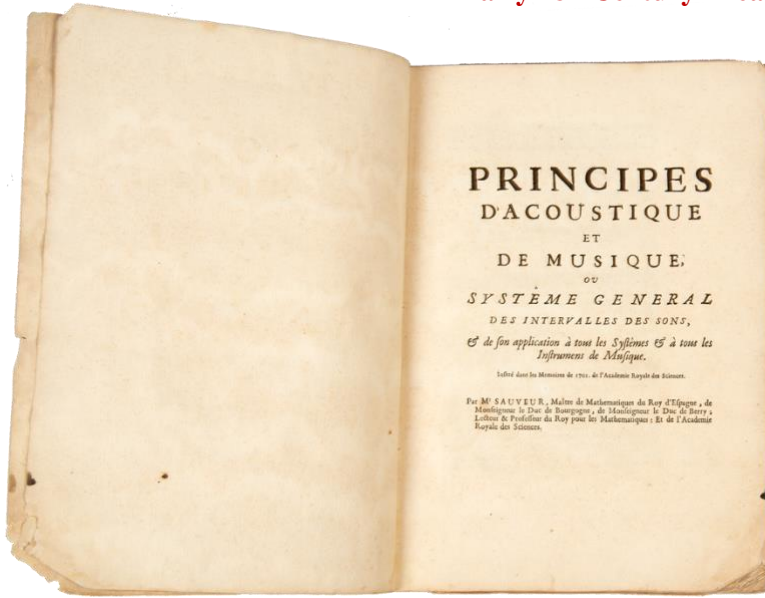 PRINCIPES
D'ACOUSTIQUE
ET
DE MUSIQUE,
OU
SYSTÈME GENERAL
DES INTERVALLES DES SONS,
& de son application à tous les Systèmes & à tous les
Instrumens de Musique.
Inseré dans les Memoires de 1701. de l'Academie Royale des Sciences.
Par Mr SAUVEUR, Maître de Mathematiques du Roy d'Espagne, de
Monseigneur le Duc de Bourgogne, de Monseigneur le Duc de Berry;
Lecteur & Professeur du Roy pour les Mathematiques: Et de l'Academie
Royale des Sciences.